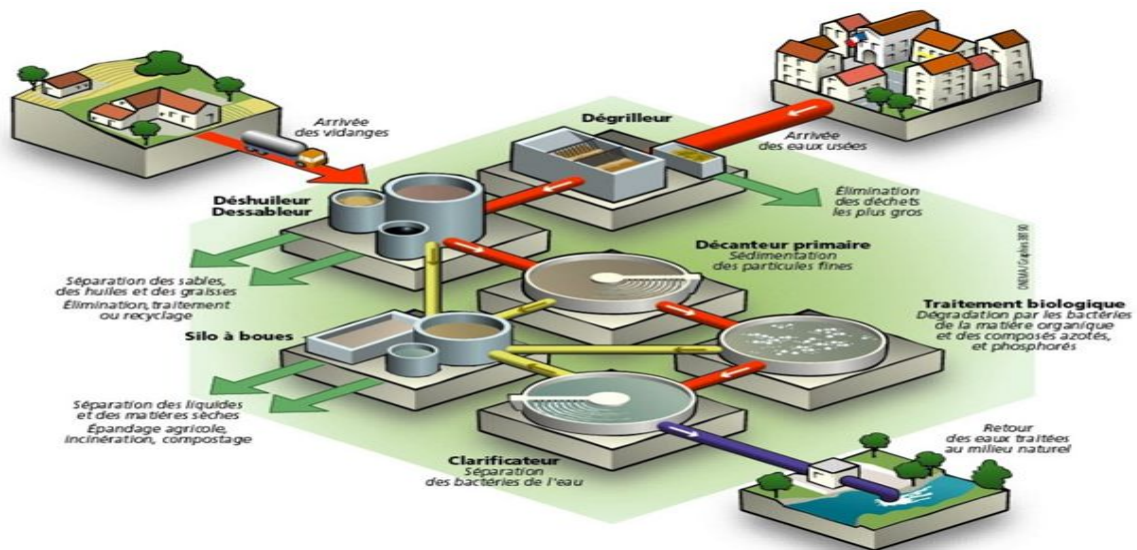 Arrivée
des vidanges
Dégrilleur
Arrivée
des eaux usées
Élimination
des déchets
les plus gros
Déshuileur
Dessableur
Séparation des sables,
des huiles et des graisses
Élimination, traitement
ou recyclage
Décanteur primaire
Sédimentation
des particules fines
Traitement biologique
Dégradation par les bactéries
de la matière organique
et des composés azotés,
et phosphorés
Silo à boues
Séparation des liquides
et des matières sèches
Épandage agricole,
incinération, compostage
Clarificateur
Séparation
des bactéries de l'eau
Retour
des eaux traitées
au milieu naturel